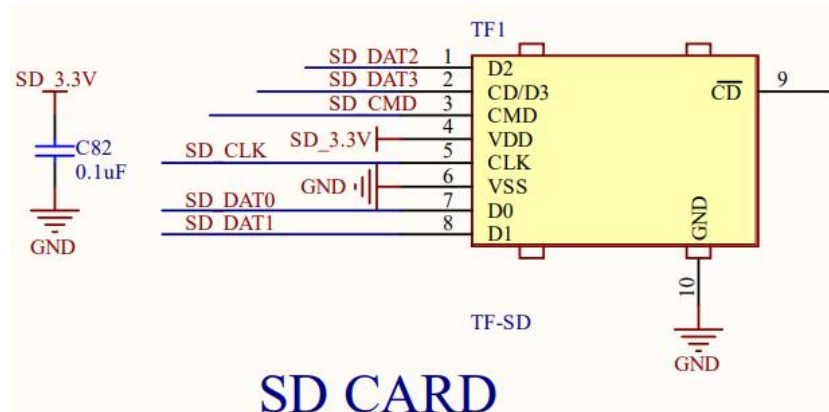 TF1
SD_DAT2 1 D2
SD_3.3V SD_DAT3 2 CD/D3 CD 9
SD_CMD 3 CMD
SD_3.3V 4 VDD
C82 SD_CLK 5 CLK
0.1uF GND 6 VSS
SD_DAT0 7 D0 GND
SD_DAT1 8 D1
GND
10
TF-SD
GND
SD CARD